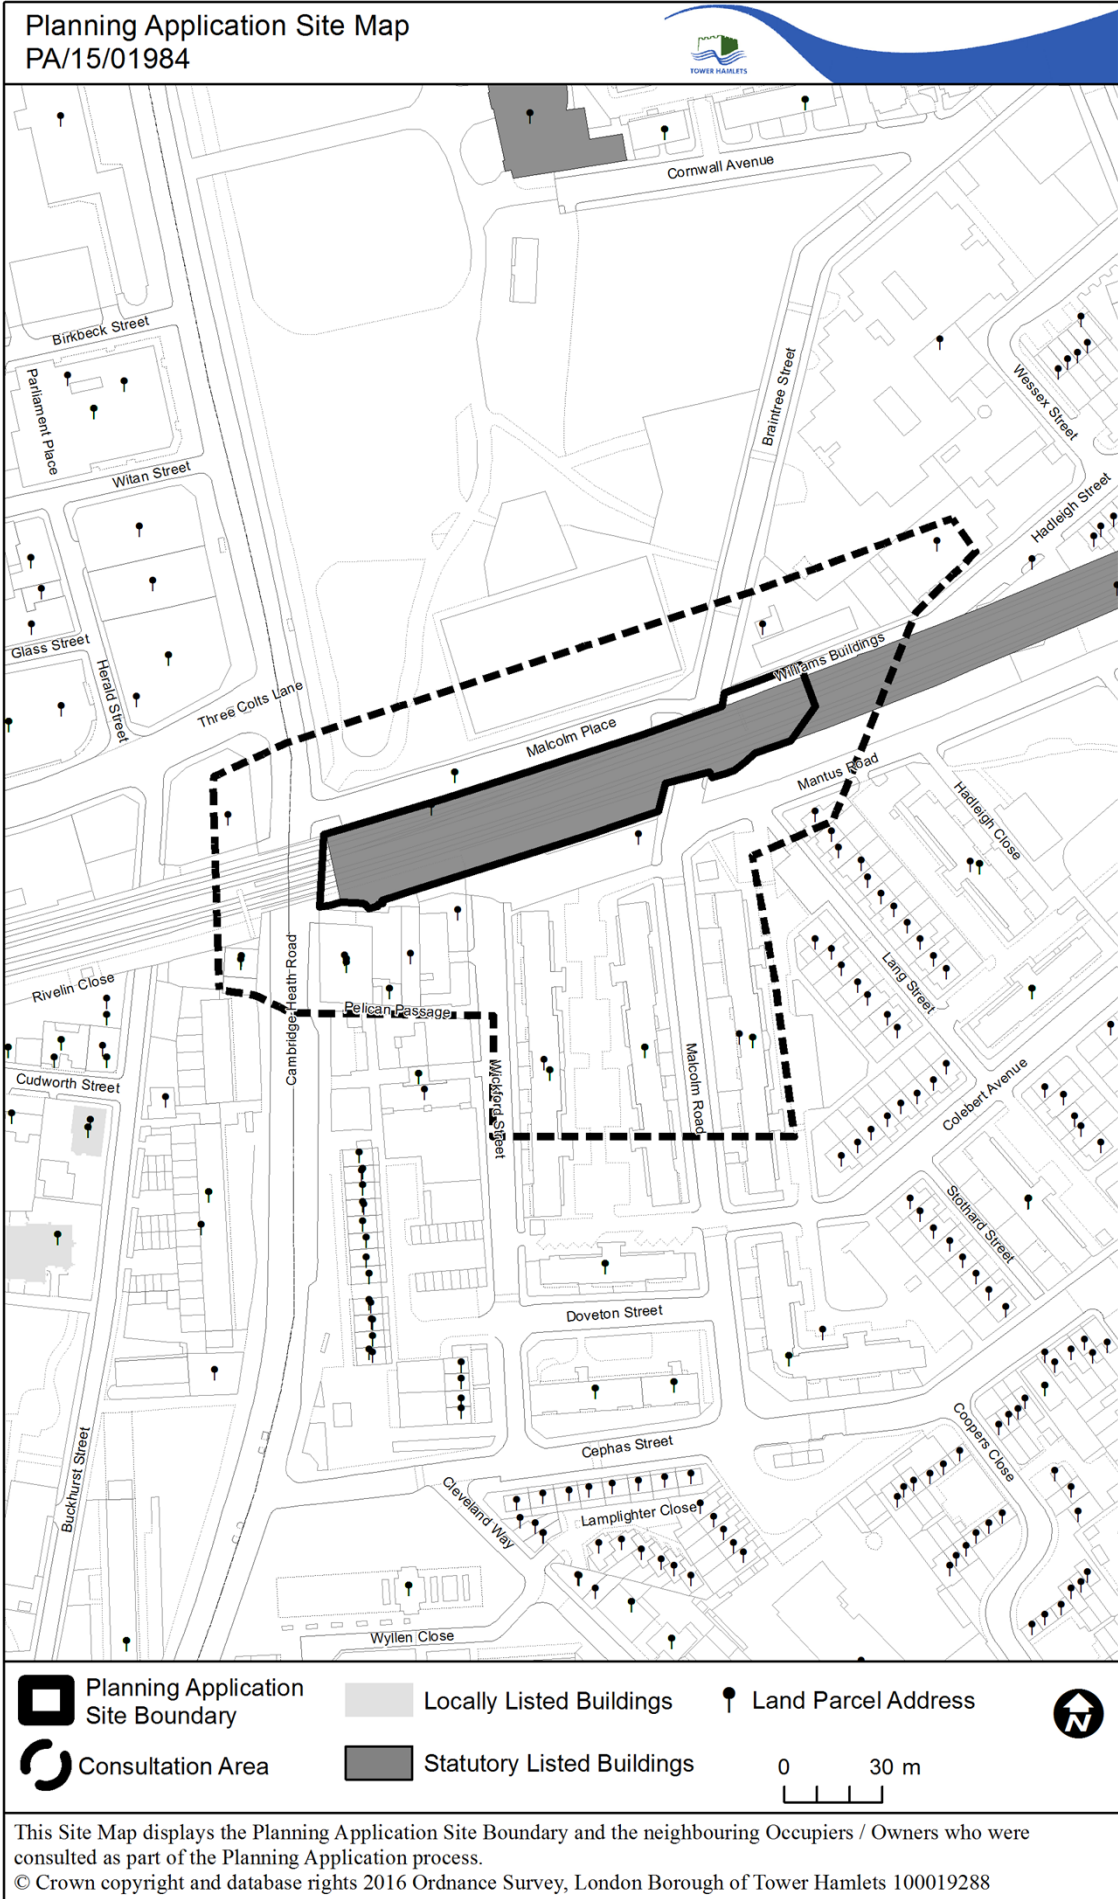 Planning Application Site Map
PA/15/01984
TOWER HAMLETS
Cornwall Avenue
Birkbeck Street
Parliament Place
Witan Street
Braintree Street
Wessex Street
Hadleigh Street
Glass Street
Herald Street
Three Colts Lane
Malcolm Place
Williams Buildings
Mantus Road
Hadleigh Close
Rivelin Close
Cambridge Heath Road
Pelican Passage
Lang Street
Cudworth Street
Wickford Street
Malcolm Road
Colebert Avenue
Stothard Street
Doveton Street
Buckhurst Street
Cephas Street
Coopers Close
Cleveland Way
Lamplighter Close
Wyllen Close
Planning Application
Site Boundary
Locally Listed Buildings
Land Parcel Address
N
Consultation Area
Statutory Listed Buildings
0 30 m
This Site Map displays the Planning Application Site Boundary and the neighbouring Occupiers / Owners who were
consulted as part of the Planning Application process.
© Crown copyright and database rights 2016 Ordnance Survey, London Borough of Tower Hamlets 100019288